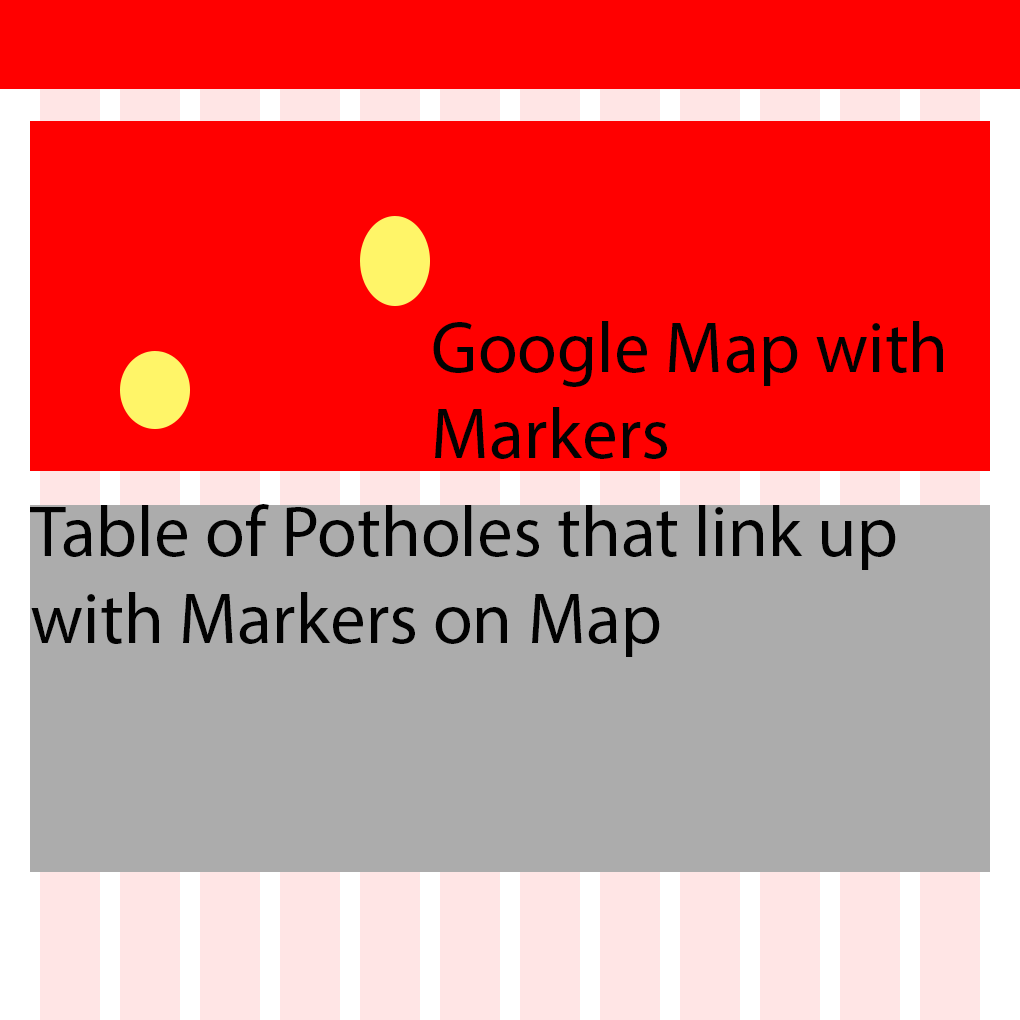 Google Map with
Markers
Table of Potholes that link up
with Markers on Map